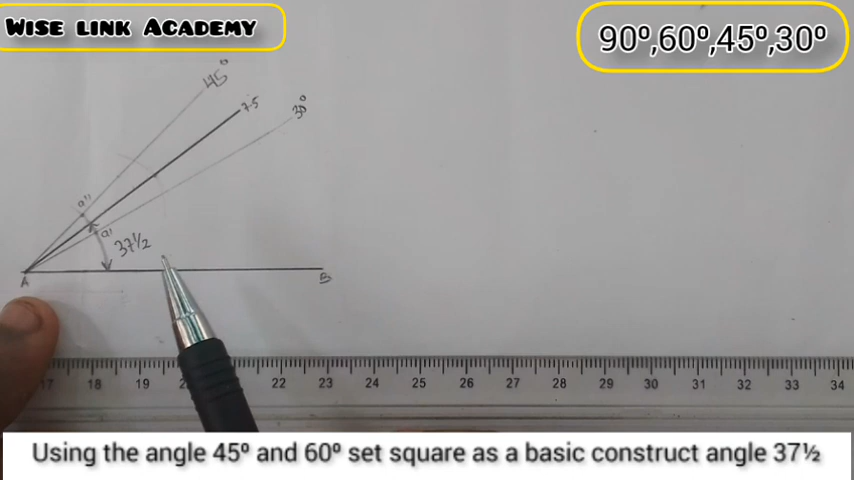 WISE LINK ACADEMY
90º,60º,45º,30º
45º
7.5
30º
a"
a'
37½
A
B
17 18 19 22 23 24 25 26 27 28 29 30 31 32 33 34
Using the angle 45º and 60º set square as a basic construct angle 37½